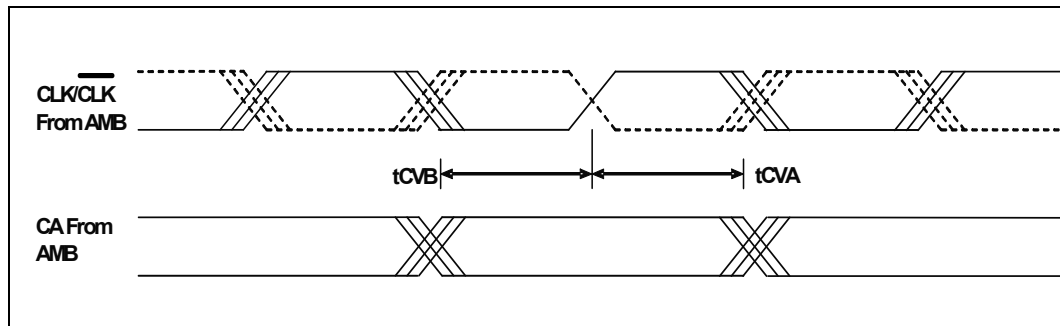 CLK/CLK
From AMB
tCVB
tCVA
CA From
AMB